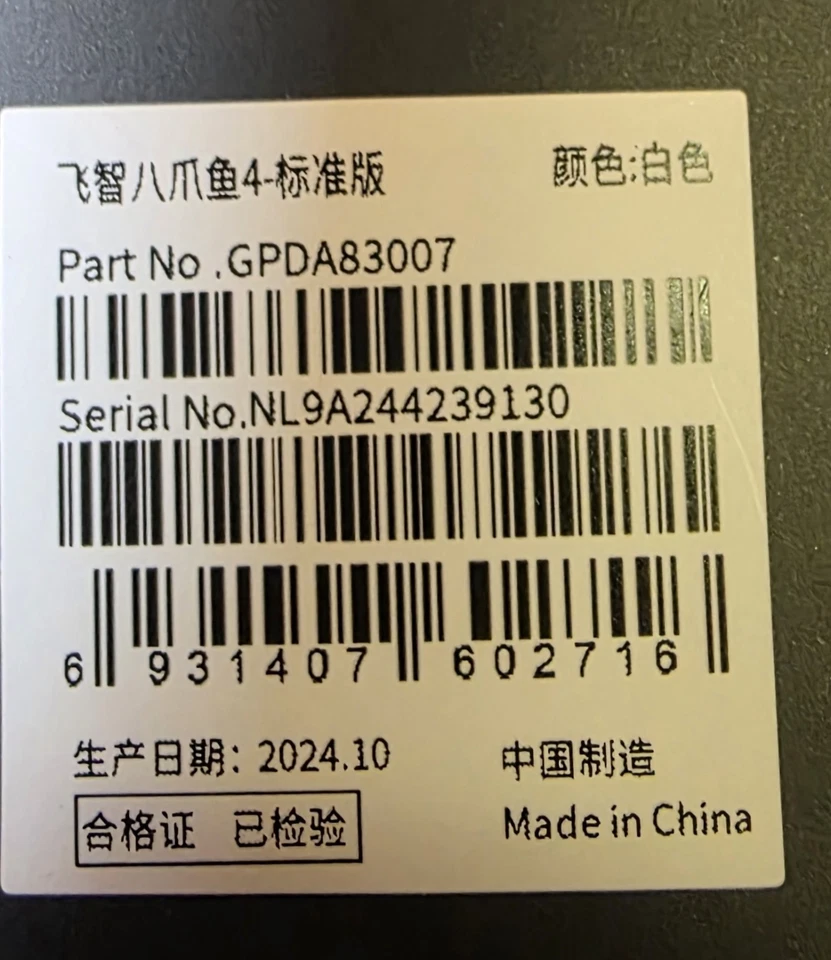 飞智八爪鱼4-标准版 颜色:白色
Part No .GPDA83007
Serial No.NL9A244239130
6 931407 602716
生产日期: 2024.10 中国制造
合格证 已检验 Made in China